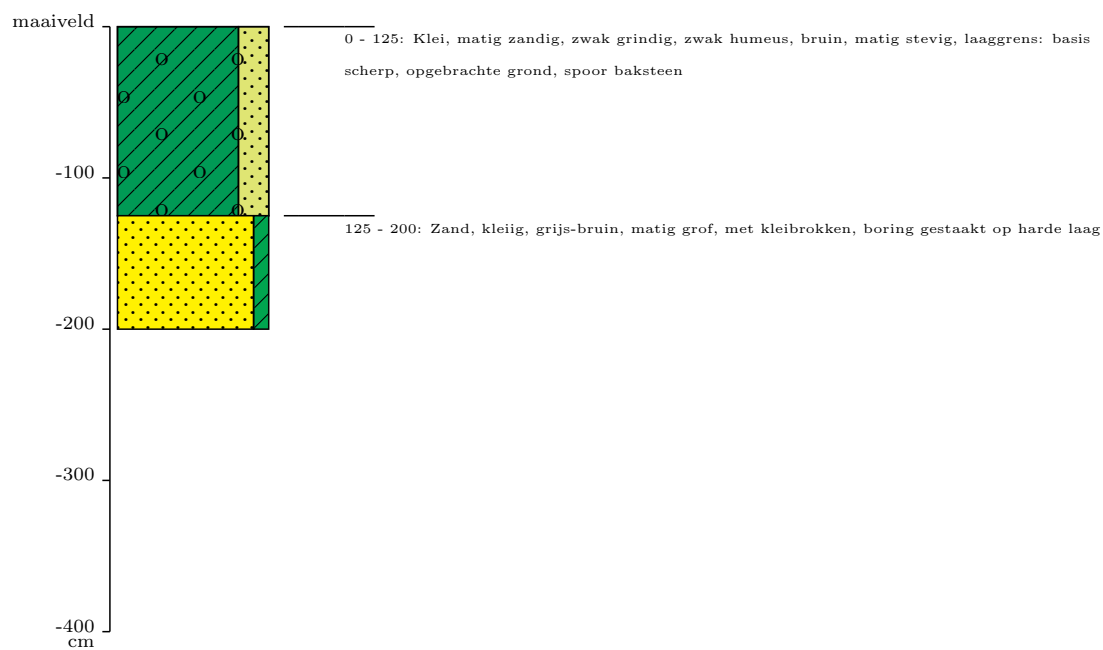 maaiveld
0 - 125: Klei, matig zandig, zwak grindig, zwak humeus, bruin, matig stevig, laaggrens: basis
scherp, opgebrachte grond, spoor baksteen
-100
125 - 200: Zand, kleiig, grijs-bruin, matig grof, met kleibrokken, boring gestaakt op harde laag
-200
-300
-400
cm